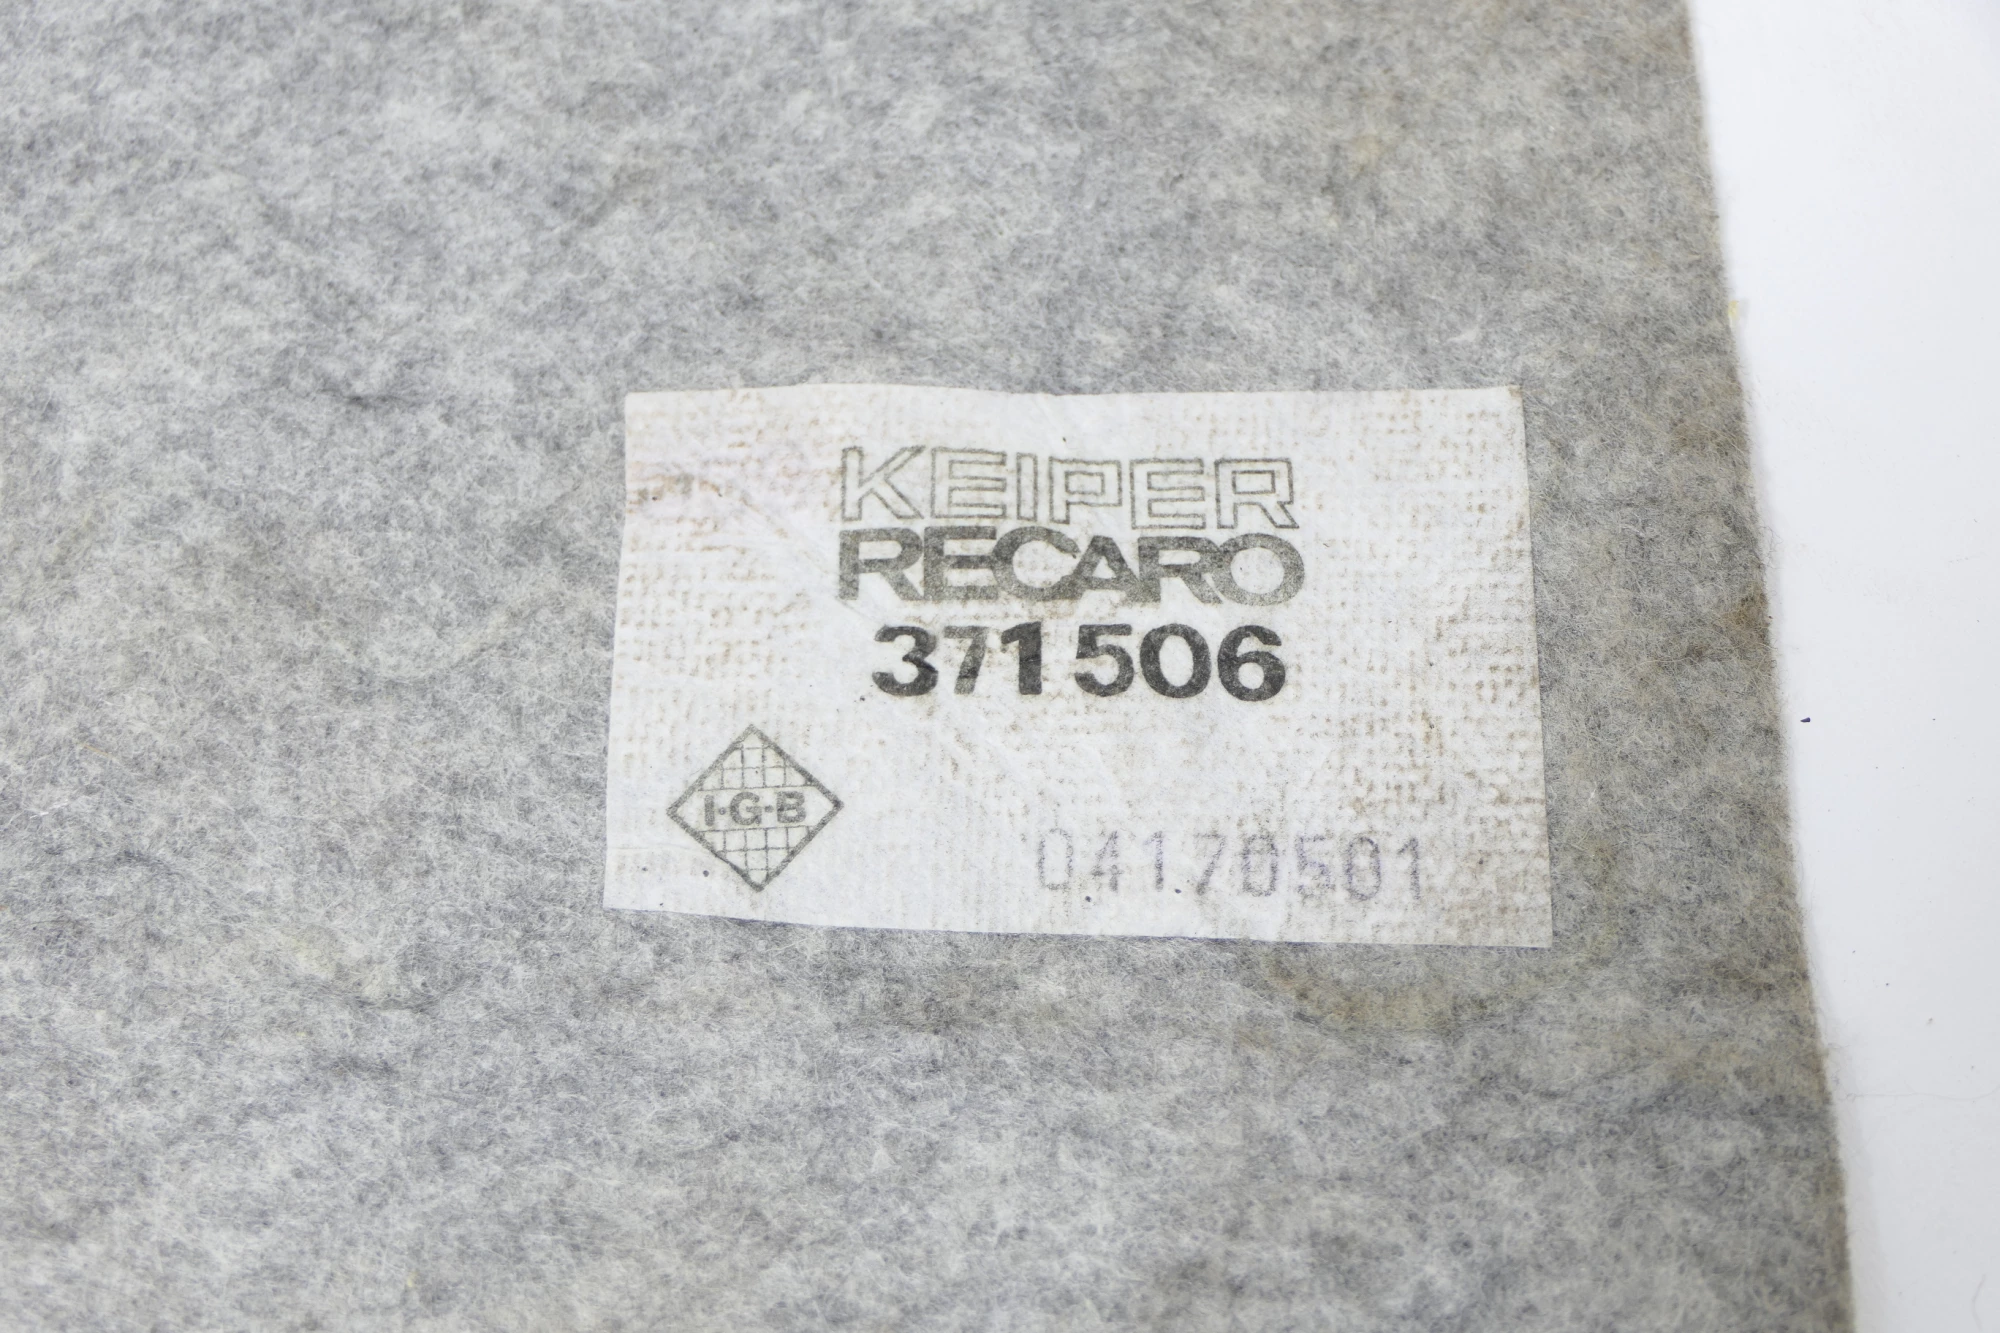 KEIPER
RECARO
371506
I-G-B
04170501